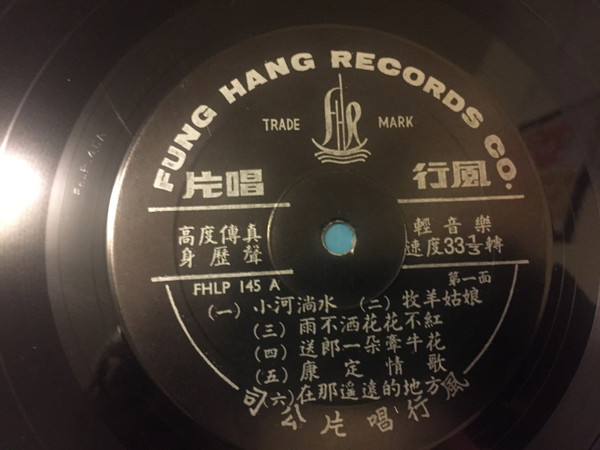 FUNG HANG RECORDS CO.
TRADE FHR MARK
片唱 行風
高度傳真 輕音樂
身歷聲 速度33⅓轉
FHLP 145 A 第一面
(一) 小河淌水 (二) 牧羊姑娘
(三) 雨不洒花花不紅
(四) 送郎一朵牽牛花
(五) 康定情歌
(六) 在那遥遠的地方
司公片唱行風